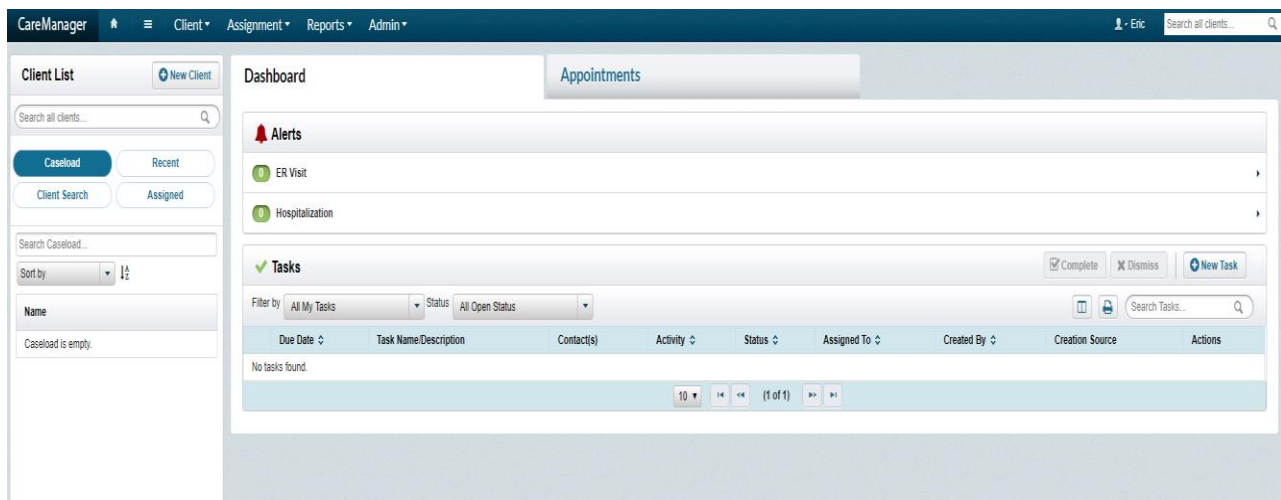 CareManager Client Assignment Reports Admin - Eric Search all clients...
Client List New Client
Search all clients...
Caseload Recent
Client Search Assigned
Search Caseload...
Sort by
Name
Caseload is empty.
Dashboard Appointments
Alerts
0 ER Visit
0 Hospitalization
Tasks Complete Dismiss New Task
Filter by All My Tasks Status All Open Status Search Tasks...
Due Date Task Name/Description Contact(s) Activity Status Assigned To Created By Creation Source Actions
No tasks found.
10 (1 of 1)